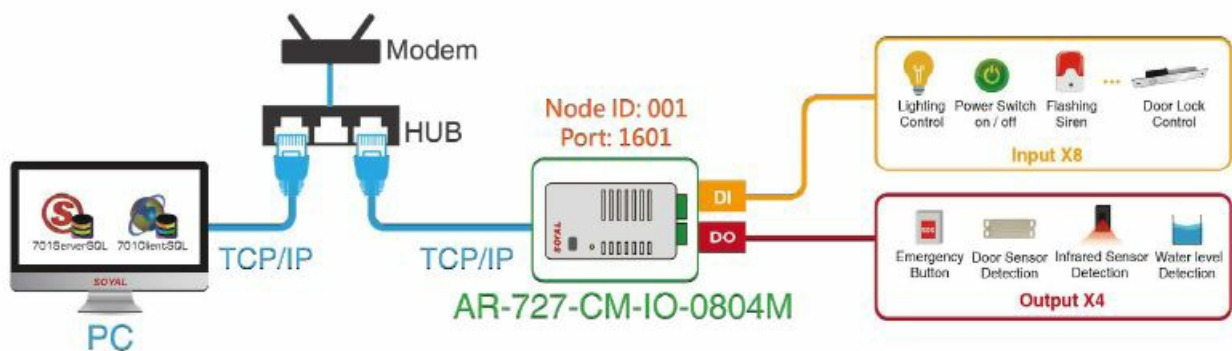 Modem
HUB
Node ID: 001
Port: 1601
701ServerSQL
701ClientSQL
SOYAL
PC
TCP/IP
TCP/IP
SOYAL
DI
DO
AR-727-CM-IO-0804M
Lighting
Control
Power Switch
on / off
Flashing
Siren
...
Door Lock
Control
Input X8
SOS
Emergency
Button
Door Sensor
Detection
Infrared Sensor
Detection
Water level
Detection
Output X4